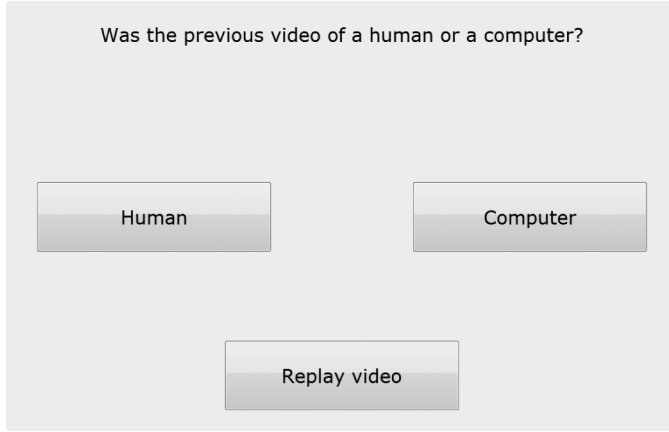 Was the previous video of a human or a computer?
Human
Computer
Replay video